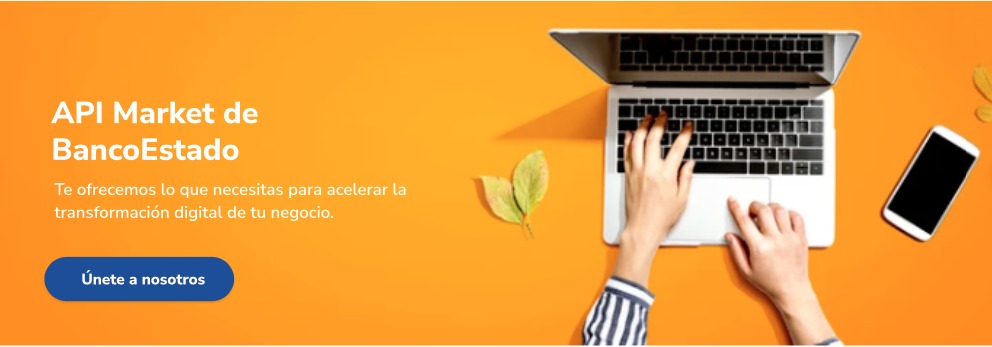 API Market de
BancoEstado
Te ofrecemos lo que necesitas para acelerar la
transformación digital de tu negocio.
Únete a nosotros